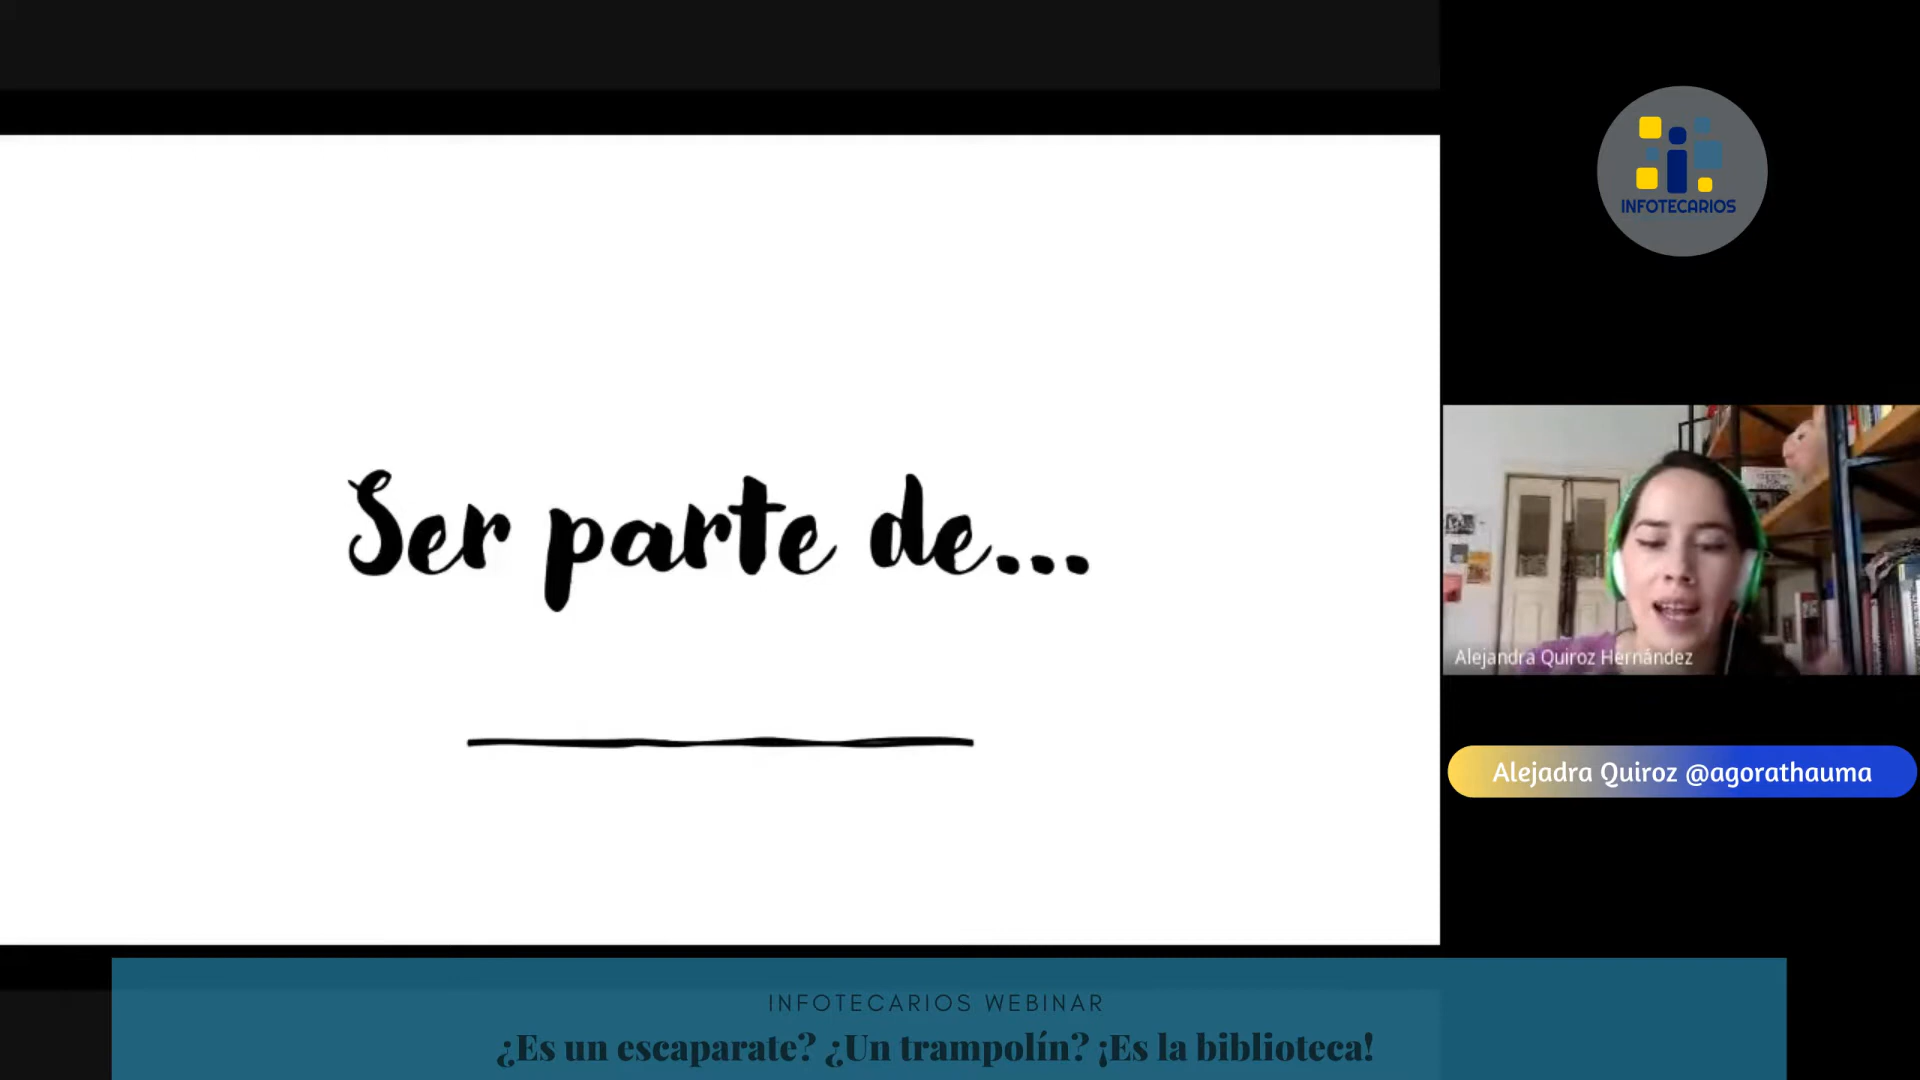 INFOTECARIOS
Ser parte de...
Alejandra Quiroz Hernández
Alejadra Quiroz @agorathauma
INFOTECARIOS WEBINAR
¿Es un escaparate? ¿Un trampolín? ¡Es la biblioteca!